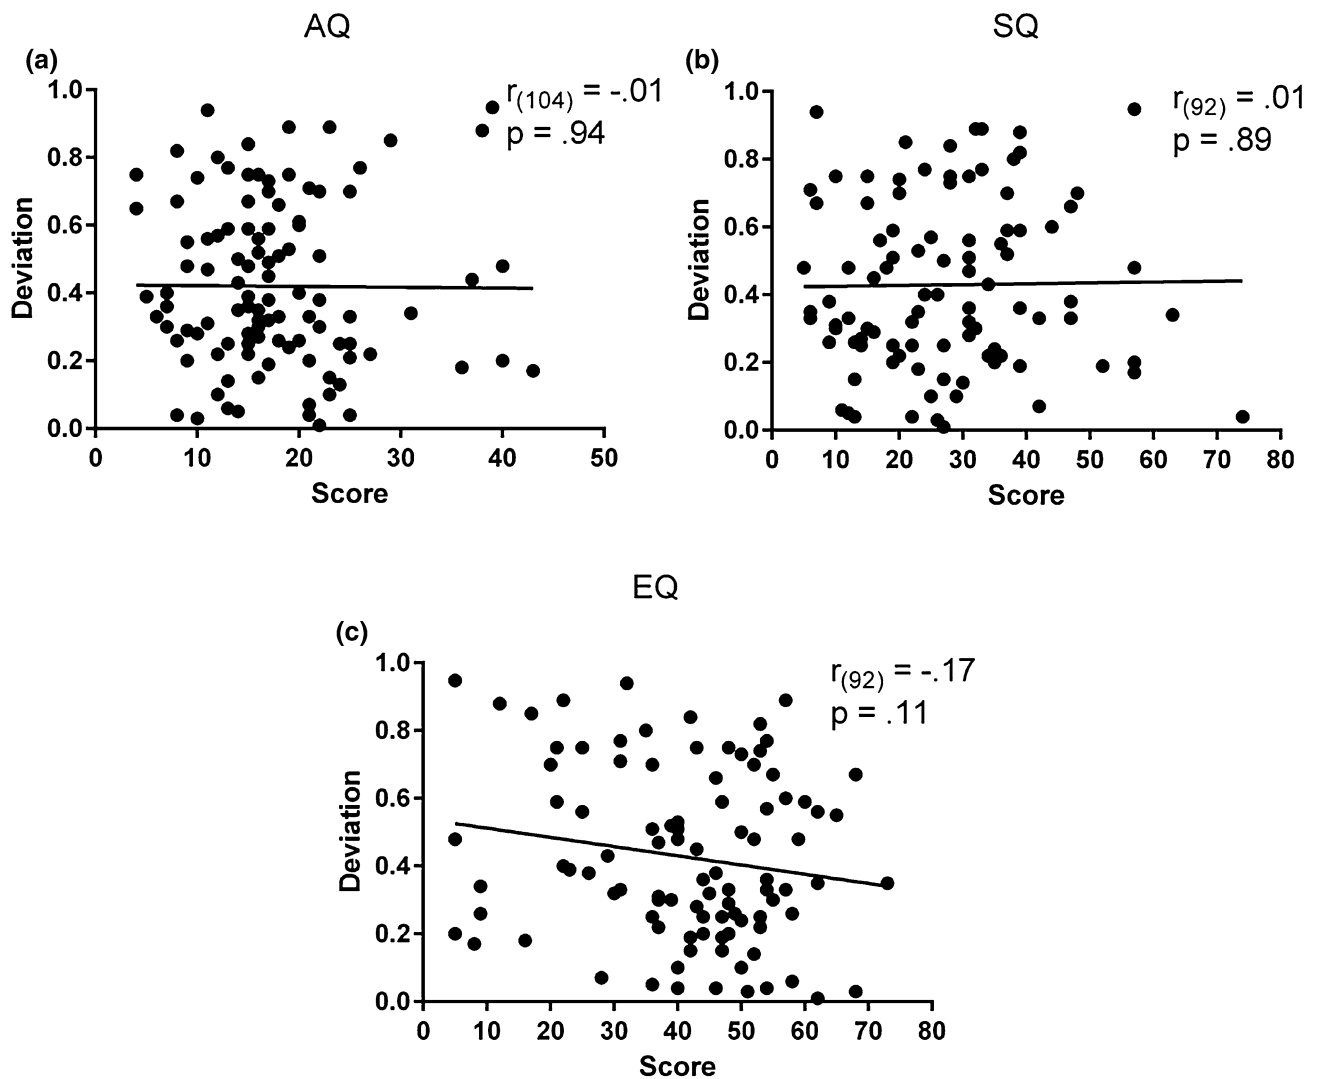 AQ
(a)
r(104) = -.01
p = .94
1.0
0.8
0.6
0.4
0.2
0.0
Deviation
0 10 20 30 40 50
Score
SQ
(b)
r(92) = .01
p = .89
1.0
0.8
0.6
0.4
0.2
0.0
Deviation
0 10 20 30 40 50 60 70 80
Score
EQ
(c)
r(92) = -.17
p = .11
1.0
0.8
0.6
0.4
0.2
0.0
Deviation
0 10 20 30 40 50 60 70 80
Score